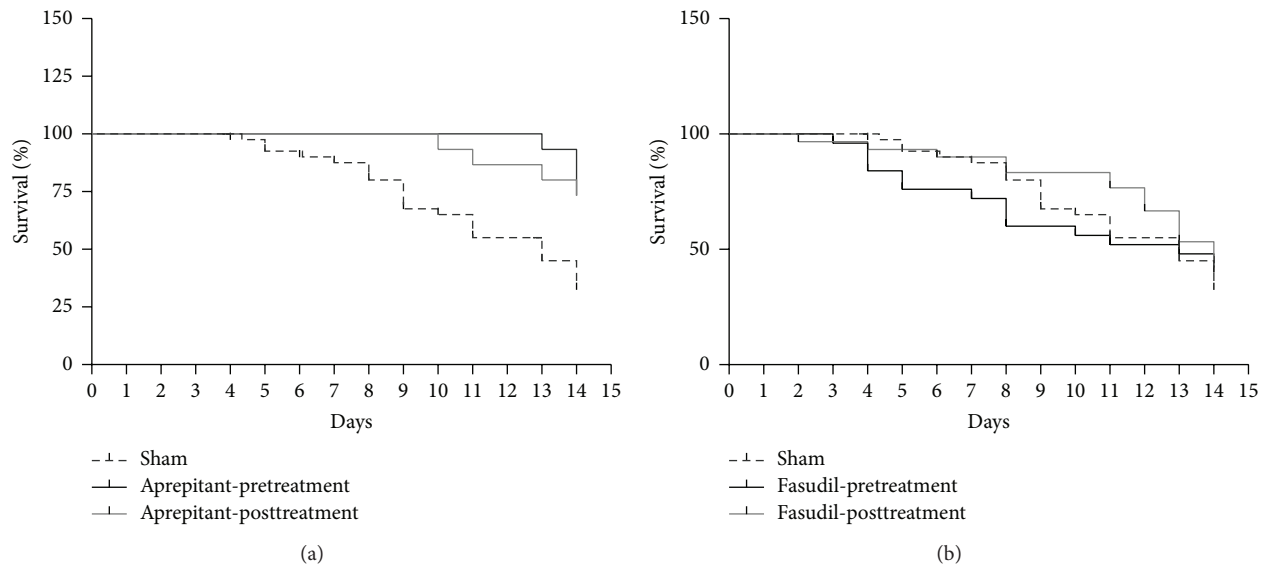 150
125
100
75
50
25
0
Survival (%)
0 1 2 3 4 5 6 7 8 9 10 11 12 13 14 15
Days
Sham
Aprepitant-pretreatment
Aprepitant-posttreatment
(a)
150
100
50
0
Survival (%)
0 1 2 3 4 5 6 7 8 9 10 11 12 13 14 15
Days
Sham
Fasudil-pretreatment
Fasudil-posttreatment
(b)